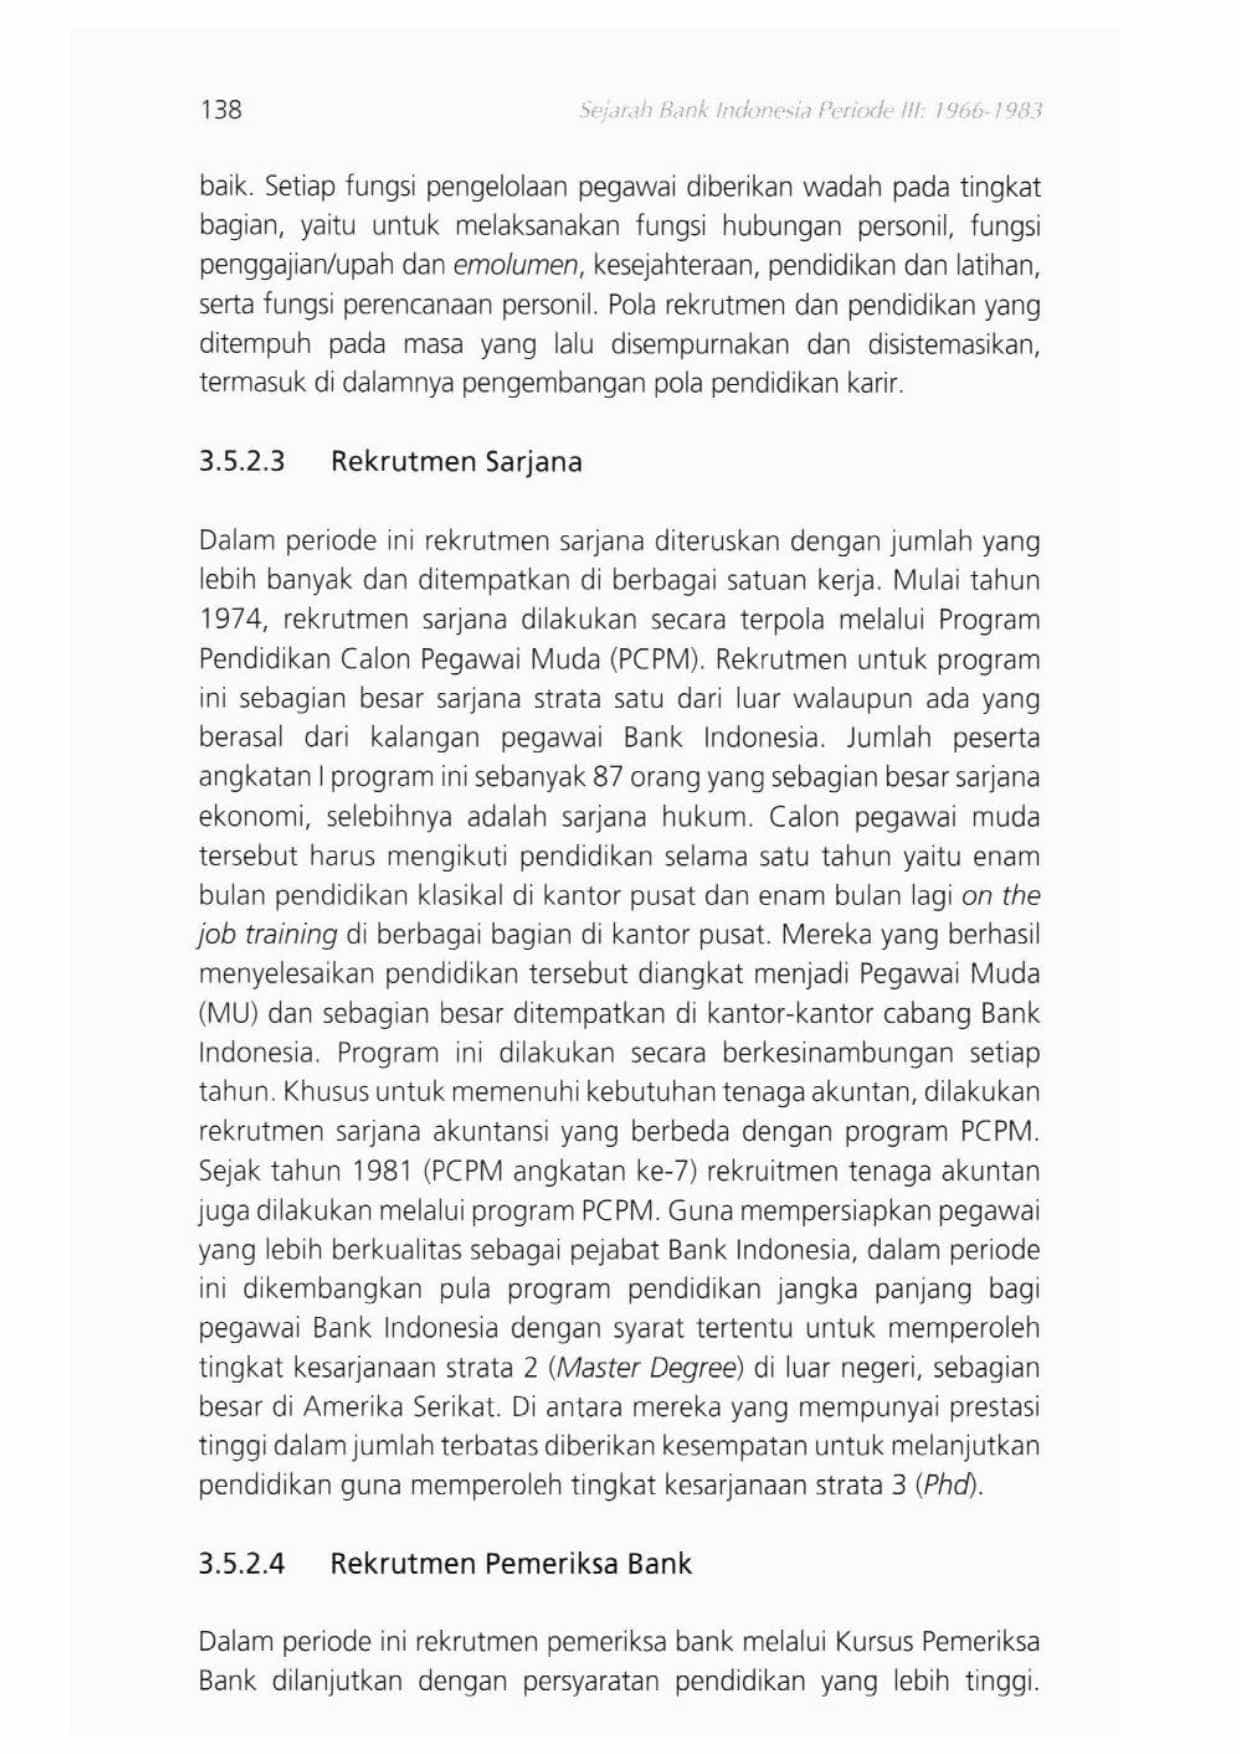 138
Sejarah Bank Indonesia Periode III: 1966-1983
baik. Setiap fungsi pengelolaan pegawai diberikan wadah pada tingkat
bagian, yaitu untuk melaksanakan fungsi hubungan personil, fungsi
penggajian/upah dan emolumen, kesejahteraan, pendidikan dan latihan,
serta fungsi perencanaan personil. Pola rekrutmen dan pendidikan yang
ditempuh pada masa yang lalu disempurnakan dan disistemasikan,
termasuk di dalamnya pengembangan pola pendidikan karir.
3.5.2.3 Rekrutmen Sarjana
Dalam periode ini rekrutmen sarjana diteruskan dengan jumlah yang
lebih banyak dan ditempatkan di berbagai satuan kerja. Mulai tahun
1974, rekrutmen sarjana dilakukan secara terpola melalui Program
Pendidikan Calon Pegawai Muda (PCPM). Rekrutmen untuk program
ini sebagian besar sarjana strata satu dari luar walaupun ada yang
berasal dari kalangan pegawai Bank Indonesia. Jumlah peserta
angkatan I program ini sebanyak 87 orang yang sebagian besar sarjana
ekonomi, selebihnya adalah sarjana hukum. Calon pegawai muda
tersebut harus mengikuti pendidikan selama satu tahun yaitu enam
bulan pendidikan klasikal di kantor pusat dan enam bulan lagi on the
job training di berbagai bagian di kantor pusat. Mereka yang berhasil
menyelesaikan pendidikan tersebut diangkat menjadi Pegawai Muda
(MU) dan sebagian besar ditempatkan di kantor-kantor cabang Bank
Indonesia. Program ini dilakukan secara berkesinambungan setiap
tahun. Khusus untuk memenuhi kebutuhan tenaga akuntan, dilakukan
rekrutmen sarjana akuntansi yang berbeda dengan program PCPM.
Sejak tahun 1981 (PCPM angkatan ke-7) rekruitmen tenaga akuntan
juga dilakukan melalui program PCPM. Guna mempersiapkan pegawai
yang lebih berkualitas sebagai pejabat Bank Indonesia, dalam periode
ini dikembangkan pula program pendidikan jangka panjang bagi
pegawai Bank Indonesia dengan syarat tertentu untuk memperoleh
tingkat kesarjanaan strata 2 (Master Degree) di luar negeri, sebagian
besar di Amerika Serikat. Di antara mereka yang mempunyai prestasi
tinggi dalam jumlah terbatas diberikan kesempatan untuk melanjutkan
pendidikan guna memperoleh tingkat kesarjanaan strata 3 (Phd).
3.5.2.4 Rekrutmen Pemeriksa Bank
Dalam periode ini rekrutmen pemeriksa bank melalui Kursus Pemeriksa
Bank dilanjutkan dengan persyaratan pendidikan yang lebih tinggi.